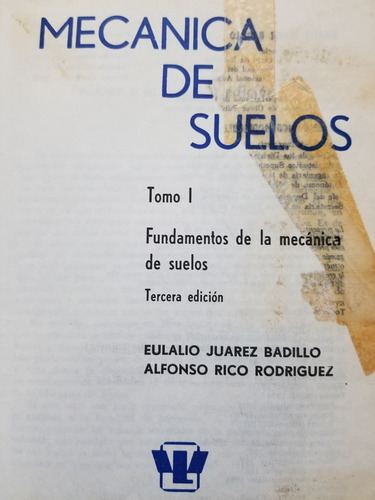 MECANICA
DE
SUELOS
Tomo I
Fundamentos de la mecánica
de suelos
Tercera edición
EULALIO JUAREZ BADILLO
ALFONSO RICO RODRIGUEZ